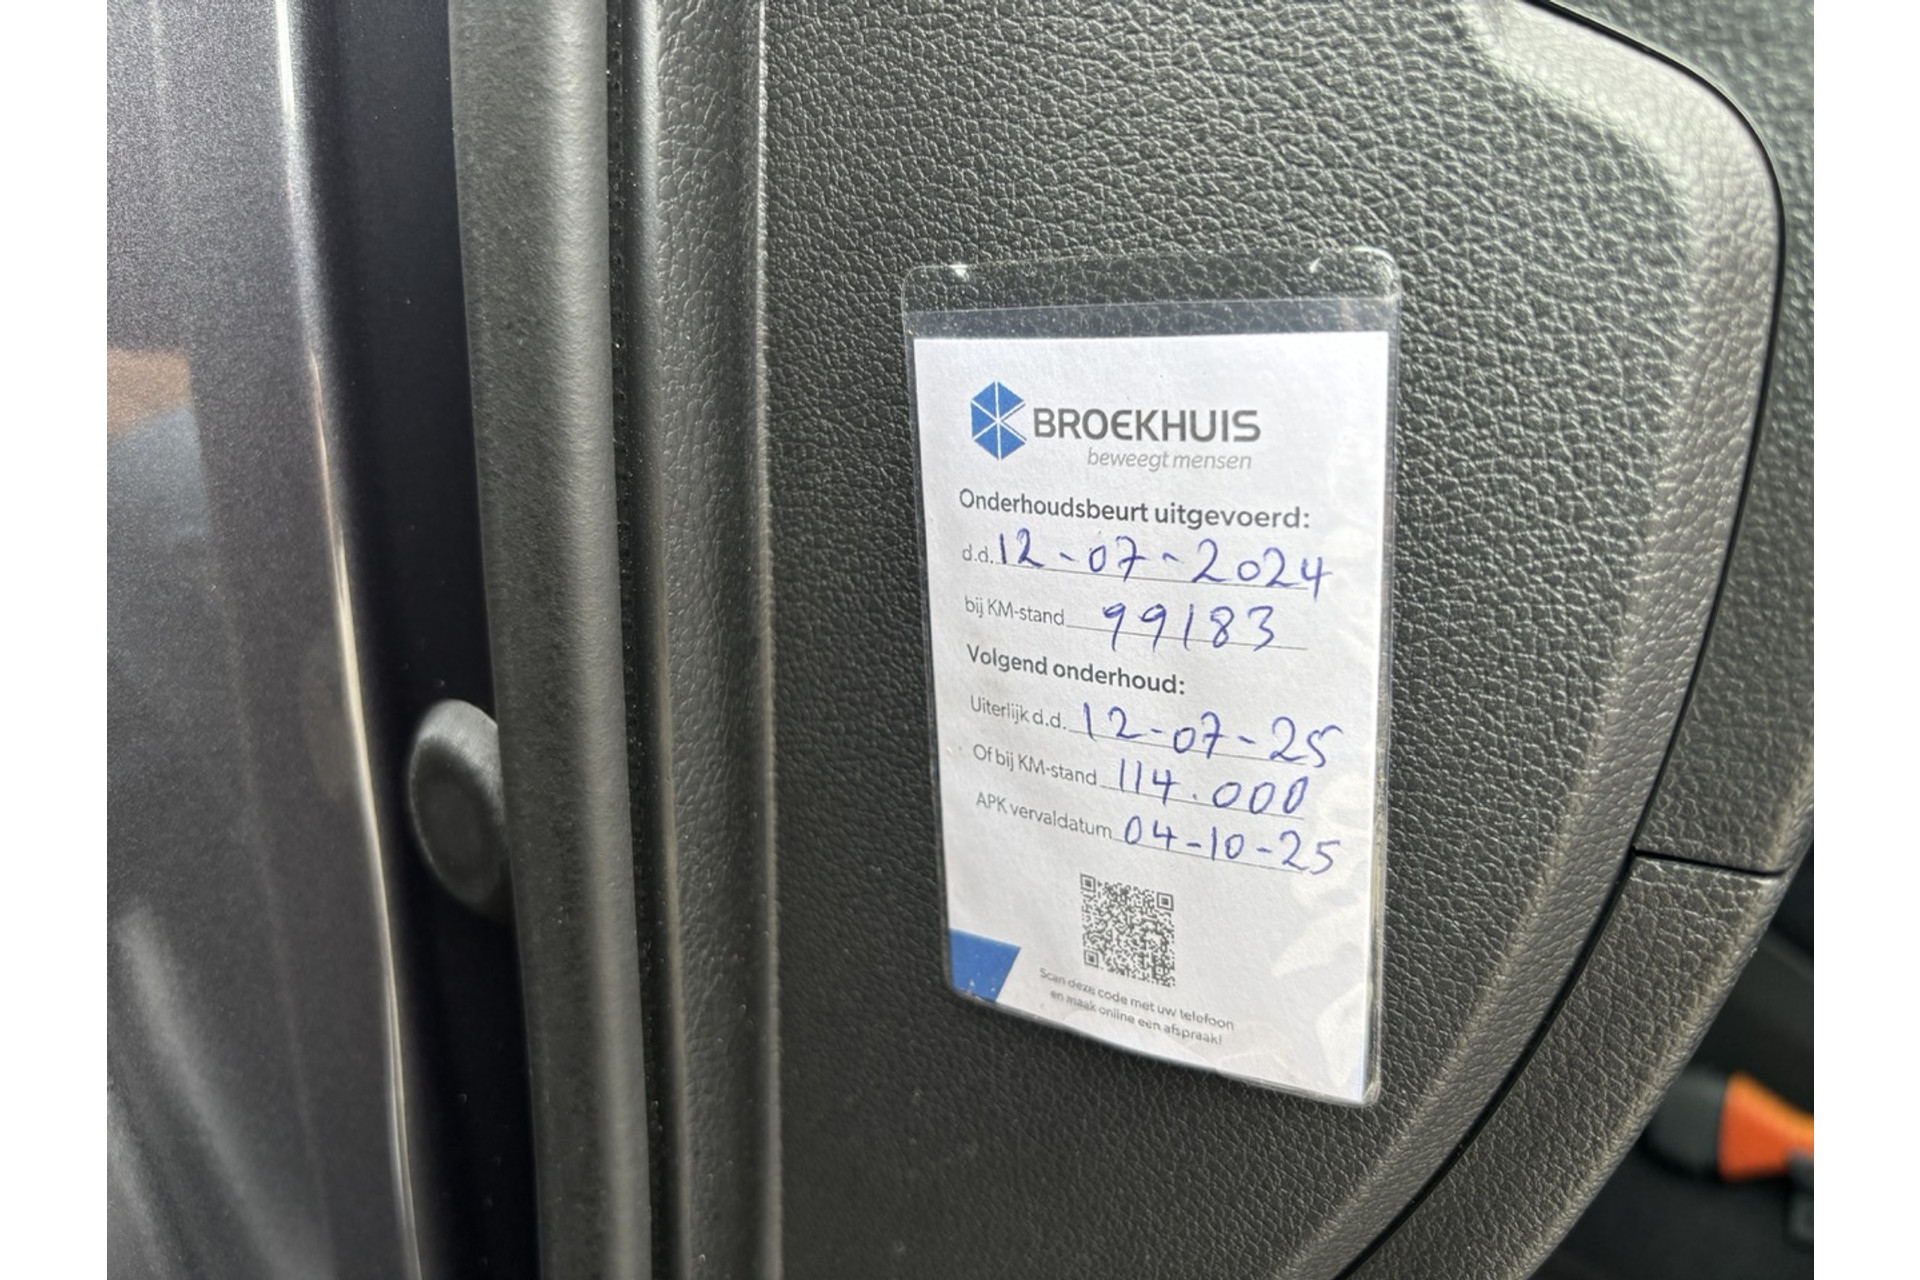 BROEKHUIS
beweegt mensen
Onderhoudsbeurt uitgevoerd:
d.d. 12-07-2024
bij KM-stand 99183
Volgend onderhoud:
Uiterlijk d.d. 12-07-25
Of bij KM-stand 114.000
APK vervaldatum 04-10-25
Scan deze code met uw telefoon
en maak online een afspraak!